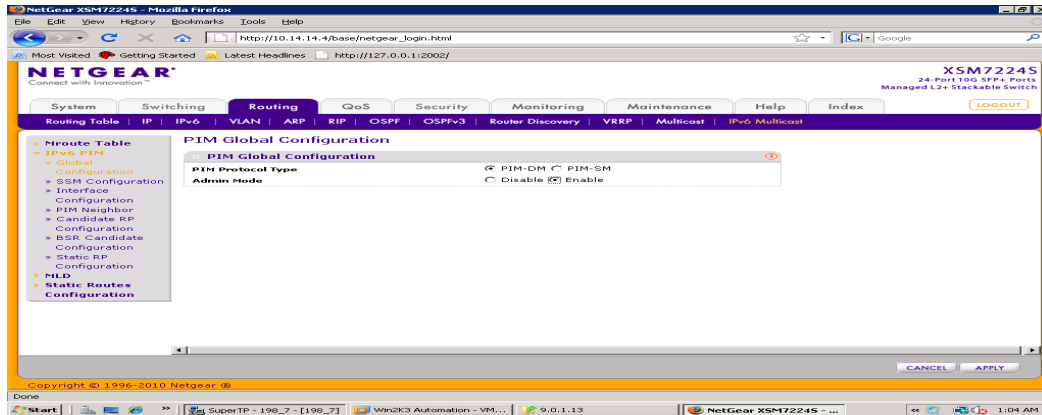 NetGear XSM7224S - Mozilla Firefox
File Edit View History Bookmarks Tools Help
http://10.14.14.4/base/netgear_login.html
Google
Most Visited Getting Started Latest Headlines http://127.0.0.1:2002/
NETGEAR
Connect with Innovation™
XSM7224S
24-Port 10G SFP+ Ports
Managed L2+ Stackable Switch
System Switching Routing QoS Security Monitoring Maintenance Help Index LOGOUT
Routing Table | IP | IPv6 | VLAN | ARP | RIP | OSPF | OSPFv3 | Router Discovery | VRRP | Multicast | IPv6 Multicast
Mroute Table
IPv6 PIM
» Global
Configuration
» SSM Configuration
» Interface
Configuration
» PIM Neighbor
» Candidate RP
Configuration
» BSR Candidate
Configuration
» Static RP
Configuration
MLD
Static Routes
Configuration
PIM Global Configuration
PIM Global Configuration
PIM Protocol Type PIM-DM PIM-SM
Admin Mode Disable Enable
CANCEL APPLY
Copyright © 1996-2010 Netgear ®
Done
Start » SuperTP - 198_7 - [198_7] Win2K3 Automation - VM... 9.0.1.13 NetGear XSM7224S - ... « 1:04 AM